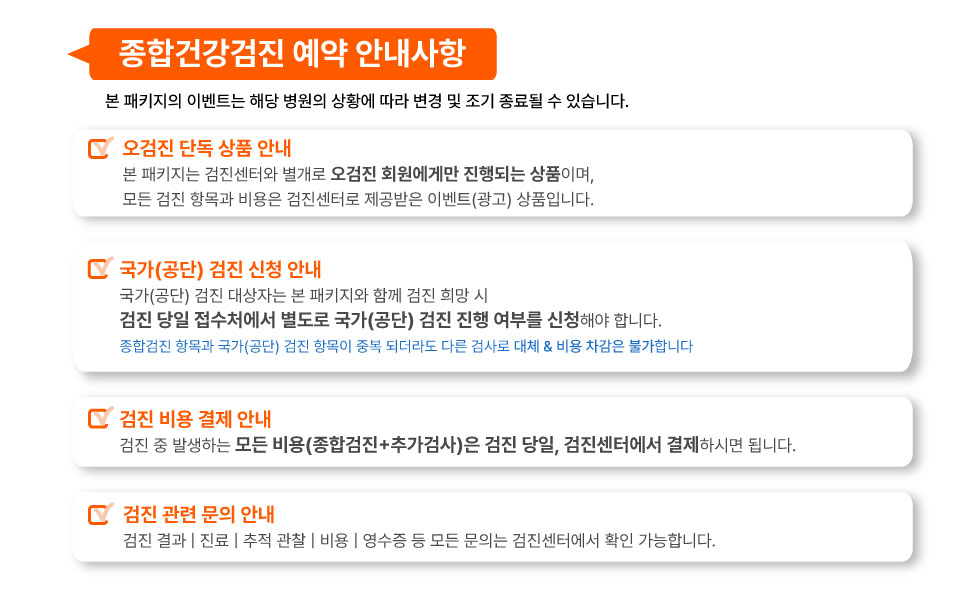 종합건강검진 예약 안내사항
본 패키지의 이벤트는 해당 병원의 상황에 따라 변경 및 조기 종료될 수 있습니다.
오검진 단독 상품 안내
본 패키지는 검진센터와 별개로 오검진 회원에게만 진행되는 상품이며,
모든 검진 항목과 비용은 검진센터로 제공받은 이벤트(광고) 상품입니다.
국가(공단) 검진 신청 안내
국가(공단) 검진 대상자는 본 패키지와 함께 검진 희망 시
검진 당일 접수처에서 별도로 국가(공단) 검진 진행 여부를 신청해야 합니다.
종합검진 항목과 국가(공단) 검진 항목이 중복 되더라도 다른 검사로 대체 & 비용 차감은 불가합니다
검진 비용 결제 안내
검진 중 발생하는 모든 비용(종합검진+추가검사)은 검진 당일, 검진센터에서 결제하시면 됩니다.
검진 관련 문의 안내
검진 결과 | 진료 | 추적 관찰 | 비용 | 영수증 등 모든 문의는 검진센터에서 확인 가능합니다.